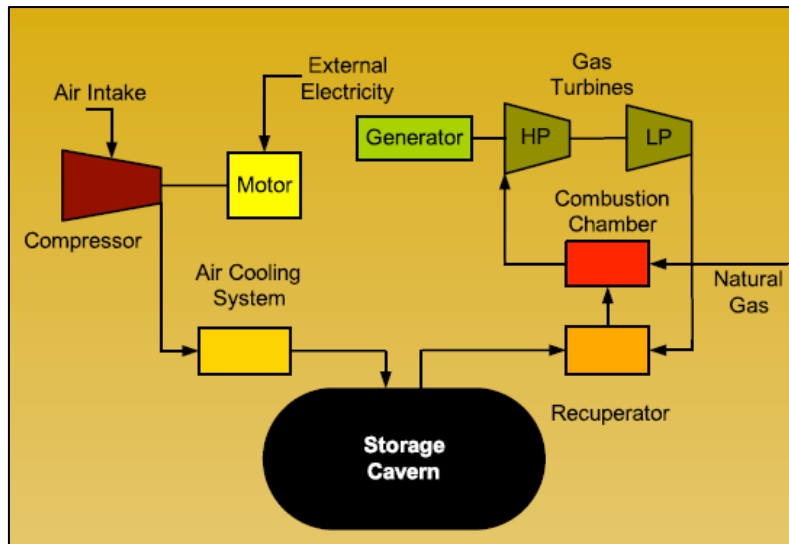 External
Electricity
Gas
Turbines
Air Intake
Generator
HP
LP
Motor
Compressor
Combustion
Chamber
Air Cooling
System
Natural
Gas
Recuperator
Storage
Cavern